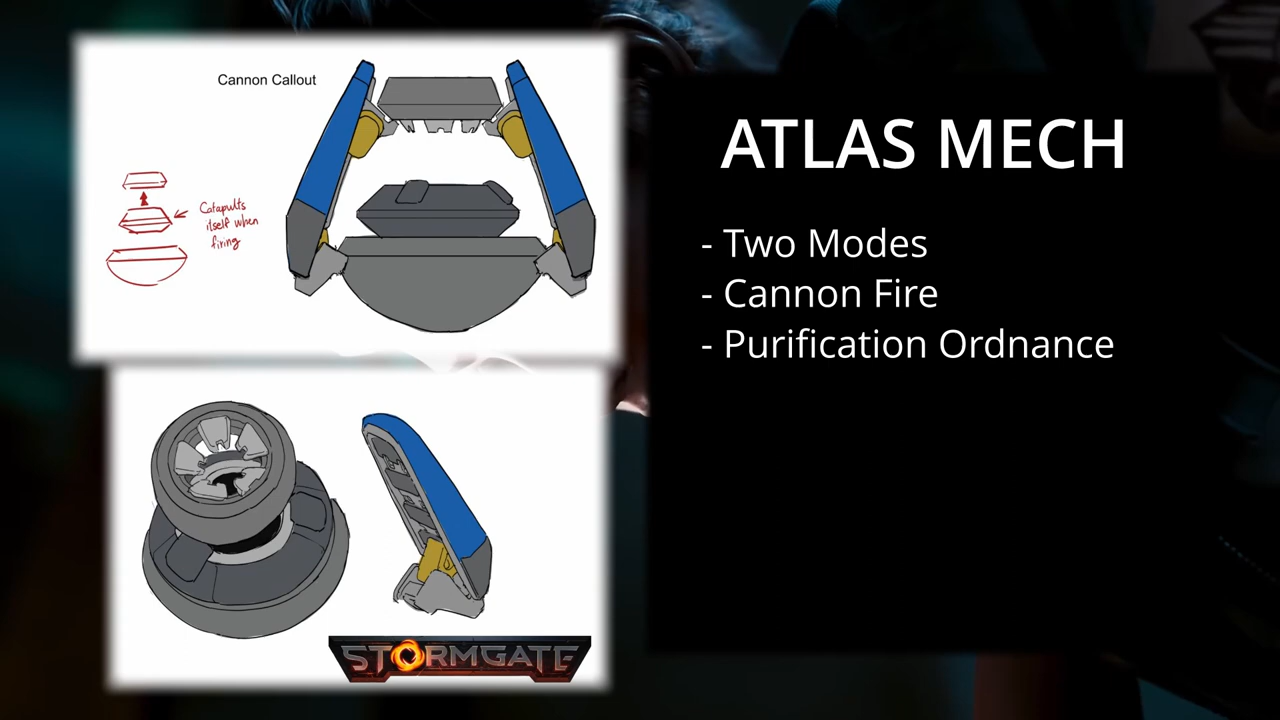 Cannon Callout
Catapults
itself when
firing
STORMGATE
ATLAS MECH
- Two Modes
- Cannon Fire
- Purification Ordnance